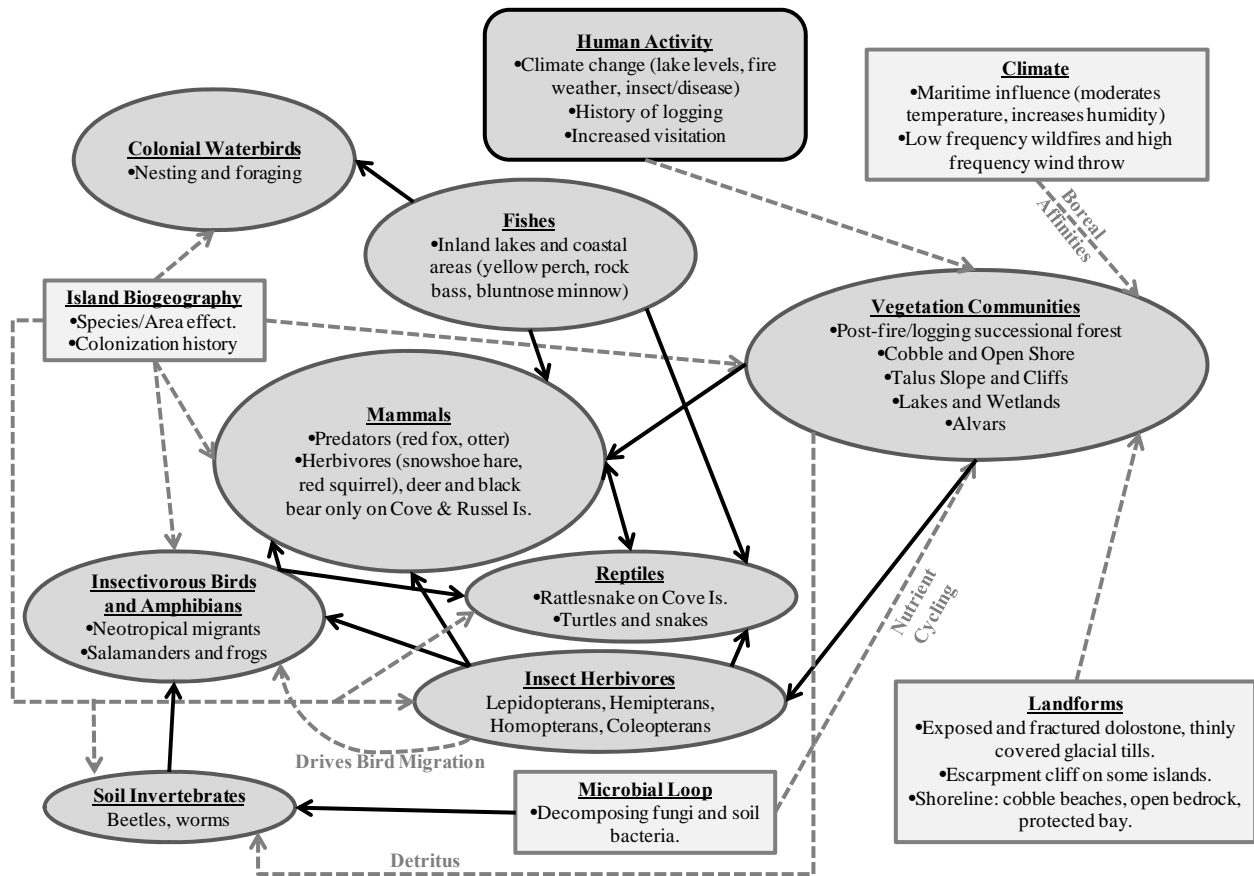 Human Activity
•Climate change (lake levels, fire
weather, insect/disease)
•History of logging
•Increased visitation
Climate
•Maritime influence (moderates
temperature, increases humidity)
•Low frequency wildfires and high
frequency wind throw
Colonial Waterbirds
•Nesting and foraging
Fishes
•Inland lakes and coastal
areas (yellow perch, rock
bass, bluntnose minnow)
Boreal
Affinities
Island Biogeography
•Species/Area effect.
•Colonization history
Vegetation Communities
•Post-fire/logging successional forest
•Cobble and Open Shore
•Talus Slope and Cliffs
•Lakes and Wetlands
•Alvars
Mammals
•Predators (red fox, otter)
•Herbivores (snowshoe hare,
red squirrel), deer and black
bear only on Cove & Russel Is.
Insectivorous Birds
and Amphibians
•Neotropical migrants
•Salamanders and frogs
Reptiles
•Rattlesnake on Cove Is.
•Turtles and snakes
Nutrient
Cycling
Insect Herbivores
Lepidopterans, Hemipterans,
Homopterans, Coleopterans
Landforms
•Exposed and fractured dolostone, thinly
covered glacial tills.
•Escarpment cliff on some islands.
•Shoreline: cobble beaches, open bedrock,
protected bay.
Drives Bird Migration
Soil Invertebrates
Beetles, worms
Microbial Loop
•Decomposing fungi and soil
bacteria.
Detritus